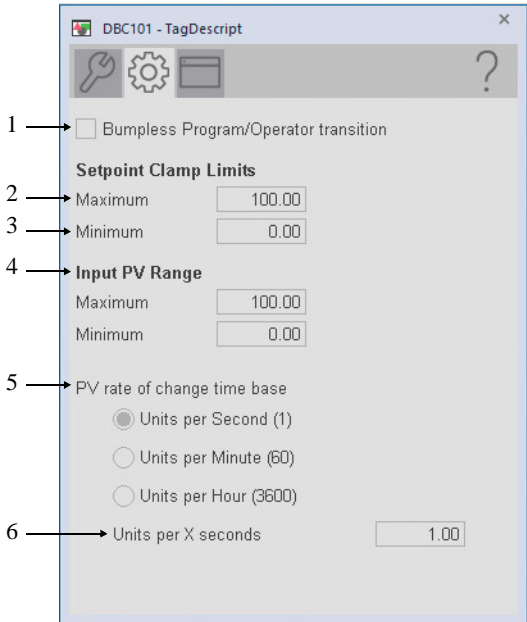 DBC101 - TagDescript
×
?
1 Bumpless Program/Operator transition
Setpoint Clamp Limits
2 Maximum 100.00
3 Minimum 0.00
4 Input PV Range
Maximum 100.00
Minimum 0.00
5 PV rate of change time base
Units per Second (1)
Units per Minute (60)
Units per Hour (3600)
6 Units per X seconds 1.00